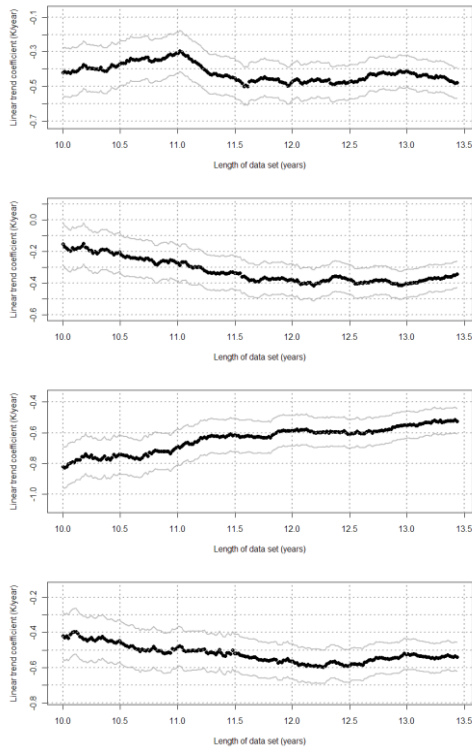 Linear trend coefficient (K/year)
-0.1
-0.3
-0.5
-0.7
10.0 10.5 11.0 11.5 12.0 12.5 13.0 13.5
Length of data set (years)
Linear trend coefficient (K/year)
0.0
-0.2
-0.4
-0.6
10.0 10.5 11.0 11.5 12.0 12.5 13.0 13.5
Length of data set (years)
Linear trend coefficient (K/year)
-0.4
-0.6
-0.8
-1.0
10.0 10.5 11.0 11.5 12.0 12.5 13.0 13.5
Length of data set (years)
Linear trend coefficient (K/year)
-0.2
-0.4
-0.6
-0.8
10.0 10.5 11.0 11.5 12.0 12.5 13.0 13.5
Length of data set (years)